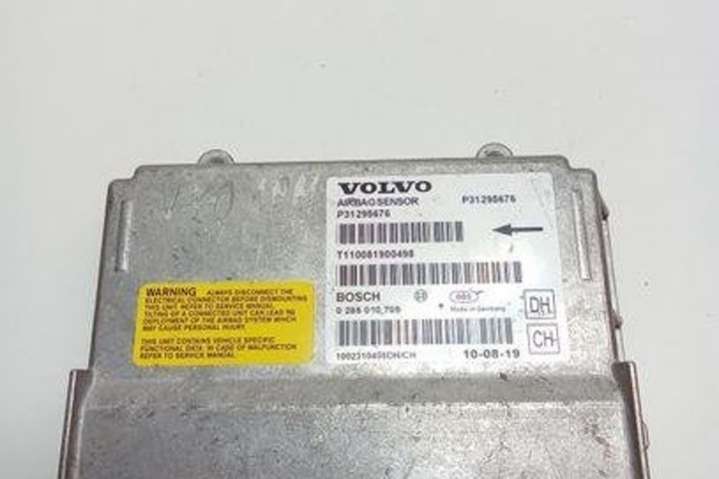 VOLVO
AIRBAG SENSOR P31295676
P31295676
T110081900498
BOSCH
0 285 010 709 Made in Germany
DH
CH
1002310498DH/CH 10-08-19
WARNING ALWAYS DISCONNECT THE
ELECTRICAL CONNECTOR BEFORE DISMOUNTING
THIS UNIT REFER TO SERVICE MANUAL.
TILTING OF A CONNECTED UNIT CAN LEAD TO
DEPLOYMENT OF THE AIRBAG SYSTEM WHICH
MAY CAUSE PERSONAL INJURY.
THIS UNIT CONTAINS VEHICLE SPECIFIC
FUNCTIONAL DATA: IN CASE OF MALFUNCTION
REFER TO SERVICE MANUAL.